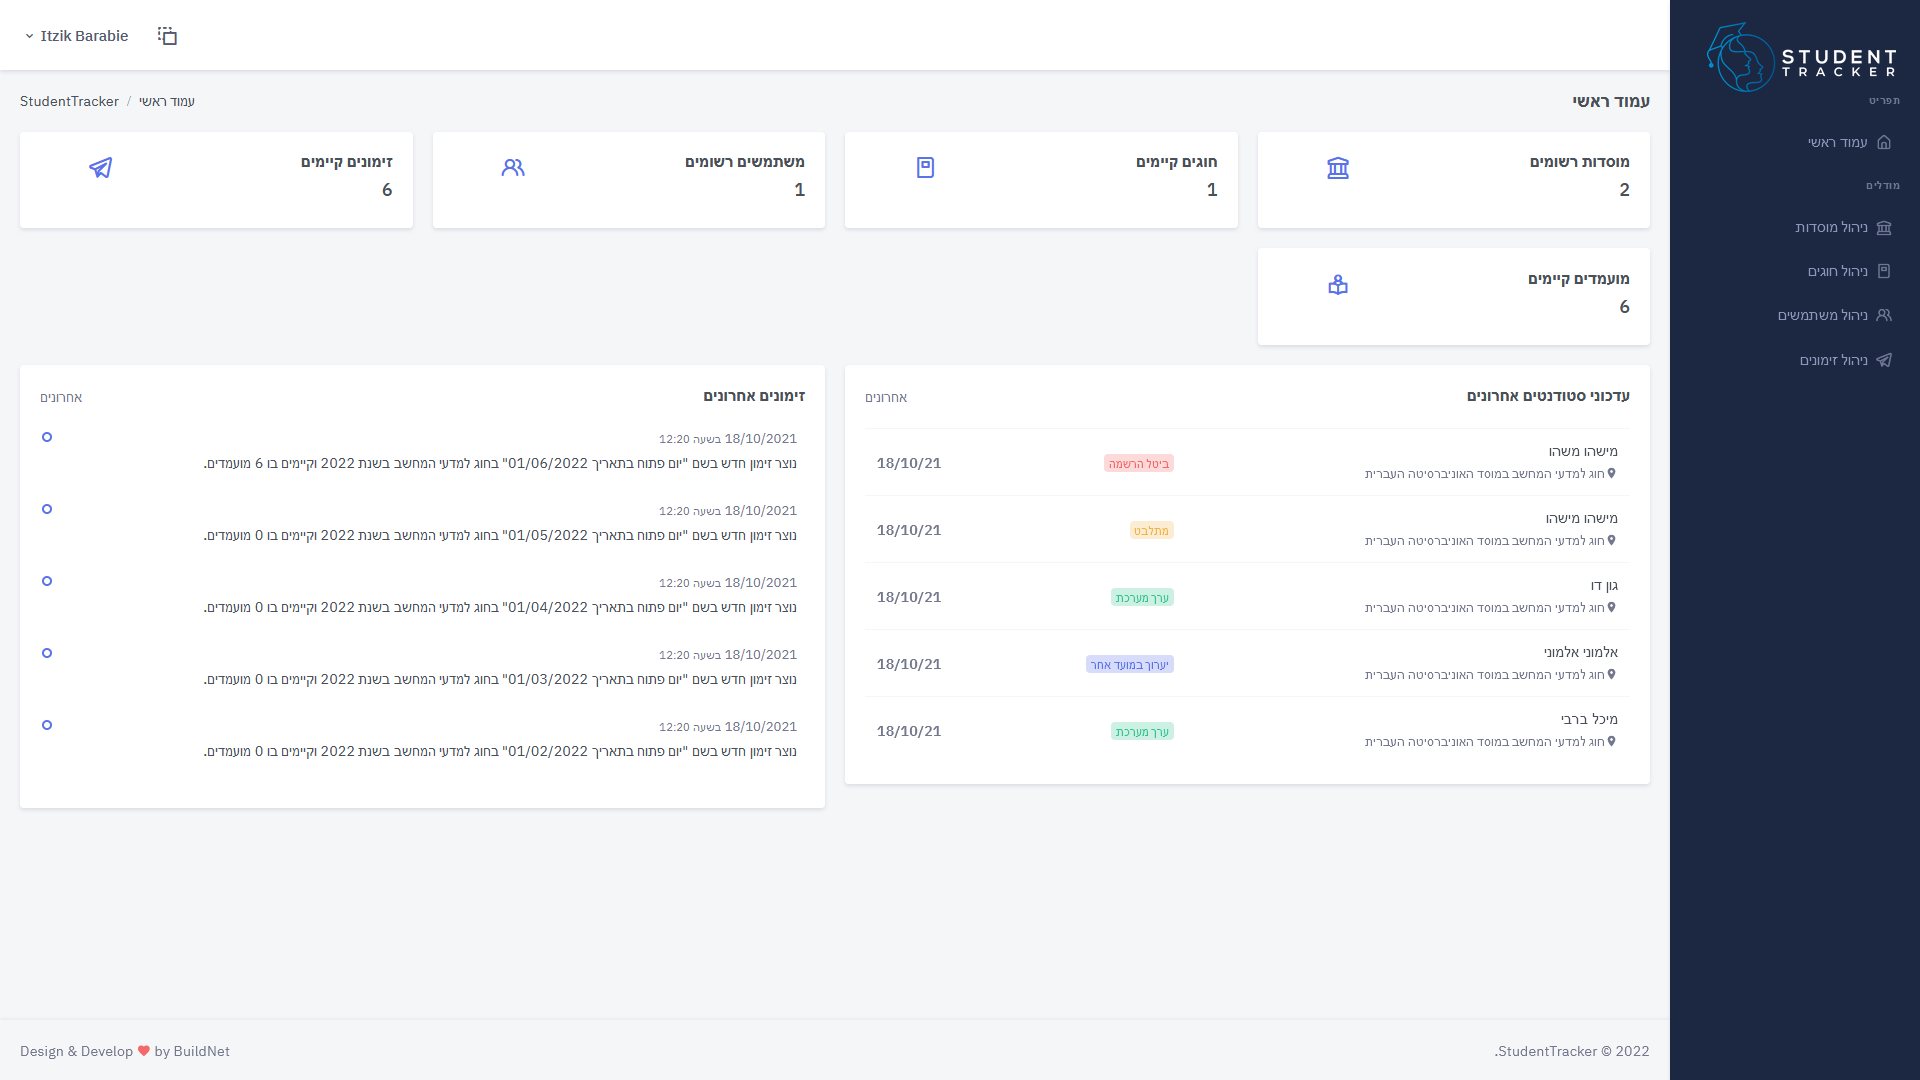 STUDENT
TRACKER
תפריט
עמוד ראשי
מודלים
ניהול מוסדות
ניהול חוגים
ניהול משתמשים
ניהול זימונים
Itzik Barabie
עמוד ראשי
StudentTracker / עמוד ראשי
מוסדות רשומים
2
חוגים קיימים
1
משתמשים רשומים
1
זימונים קיימים
6
מועמדים קיימים
6
עדכוני סטודנטים אחרונים
אחרונים
מישהו משהו
חוג למדעי המחשב במוסד האוניברסיטה העברית
ביטל הרשמה
18/10/21
מישהו מישהו
חוג למדעי המחשב במוסד האוניברסיטה העברית
מתלבט
18/10/21
גון דו
חוג למדעי המחשב במוסד האוניברסיטה העברית
ערך מערכת
18/10/21
אלמוני אלמוני
חוג למדעי המחשב במוסד האוניברסיטה העברית
יערוך במועד אחר
18/10/21
מיכל ברבי
חוג למדעי המחשב במוסד האוניברסיטה העברית
ערך מערכת
18/10/21
זימונים אחרונים
אחרונים
18/10/2021 בשעה 12:20
נוצר זימון חדש בשם "יום פתוח בתאריך 01/06/2022" בחוג למדעי המחשב בשנת 2022 וקיימים בו 6 מועמדים.
18/10/2021 בשעה 12:20
נוצר זימון חדש בשם "יום פתוח בתאריך 01/05/2022" בחוג למדעי המחשב בשנת 2022 וקיימים בו 0 מועמדים.
18/10/2021 בשעה 12:20
נוצר זימון חדש בשם "יום פתוח בתאריך 01/04/2022" בחוג למדעי המחשב בשנת 2022 וקיימים בו 0 מועמדים.
18/10/2021 בשעה 12:20
נוצר זימון חדש בשם "יום פתוח בתאריך 01/03/2022" בחוג למדעי המחשב בשנת 2022 וקיימים בו 0 מועמדים.
18/10/2021 בשעה 12:20
נוצר זימון חדש בשם "יום פתוח בתאריך 01/02/2022" בחוג למדעי המחשב בשנת 2022 וקיימים בו 0 מועמדים.
.StudentTracker © 2022
Design & Develop ❤ by BuildNet